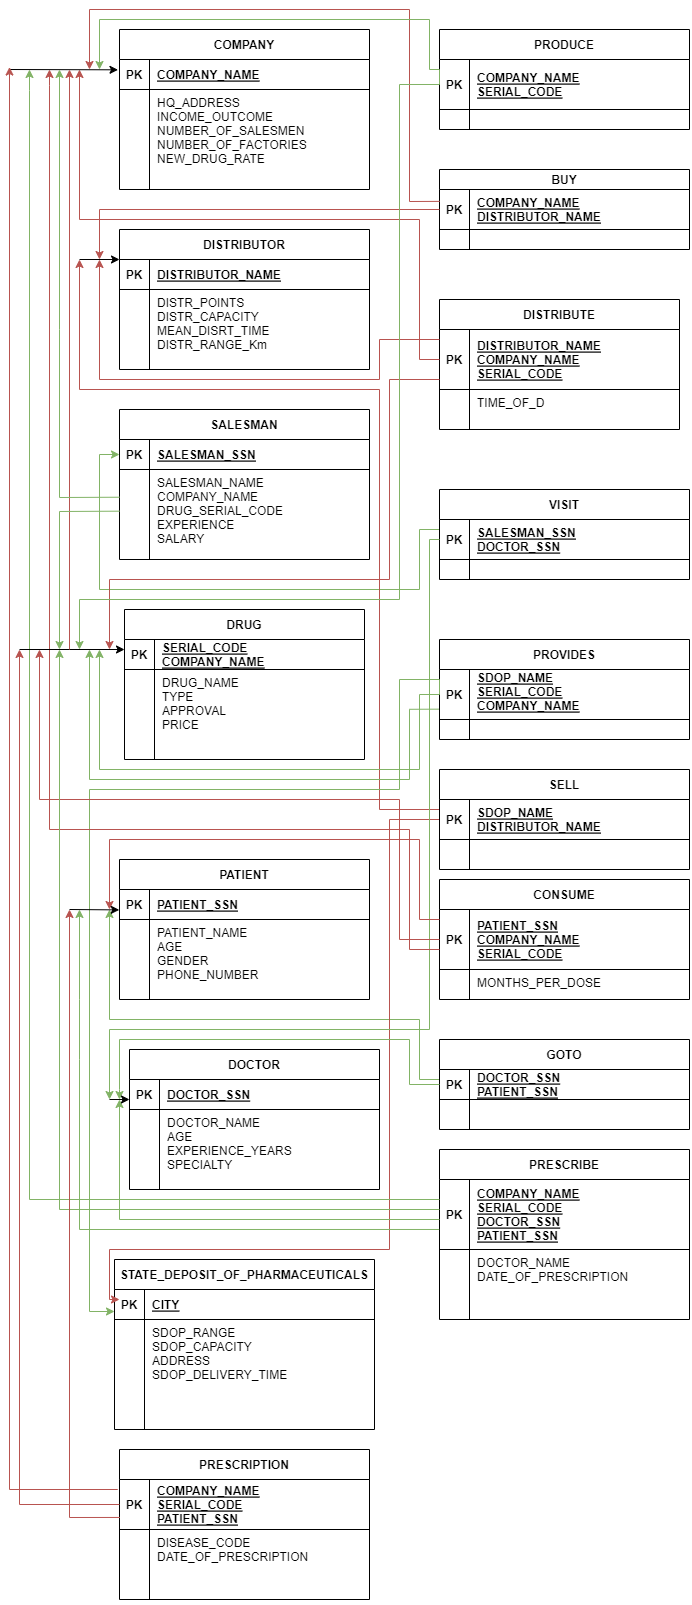 COMPANY
PK
COMPANY_NAME
HQ_ADDRESS
INCOME_OUTCOME
NUMBER_OF_SALESMEN
NUMBER_OF_FACTORIES
NEW_DRUG_RATE
DISTRIBUTOR
PK
DISTRIBUTOR_NAME
DISTR_POINTS
DISTR_CAPACITY
MEAN_DISRT_TIME
DISTR_RANGE_Km
SALESMAN
PK
SALESMAN_SSN
SALESMAN_NAME
COMPANY_NAME
DRUG_SERIAL_CODE
EXPERIENCE
SALARY
DRUG
PK
SERIAL_CODE
COMPANY_NAME
DRUG_NAME
TYPE
APPROVAL
PRICE
PATIENT
PK
PATIENT_SSN
PATIENT_NAME
AGE
GENDER
PHONE_NUMBER
DOCTOR
PK
DOCTOR_SSN
DOCTOR_NAME
AGE
EXPERIENCE_YEARS
SPECIALTY
STATE_DEPOSIT_OF_PHARMACEUTICALS
PK
CITY
SDOP_RANGE
SDOP_CAPACITY
ADDRESS
SDOP_DELIVERY_TIME
PRESCRIPTION
PK
COMPANY_NAME
SERIAL_CODE
PATIENT_SSN
DISEASE_CODE
DATE_OF_PRESCRIPTION
PRODUCE
PK
COMPANY_NAME
SERIAL_CODE
BUY
PK
COMPANY_NAME
DISTRIBUTOR_NAME
DISTRIBUTE
PK
DISTRIBUTOR_NAME
COMPANY_NAME
SERIAL_CODE
TIME_OF_D
VISIT
PK
SALESMAN_SSN
DOCTOR_SSN
PROVIDES
PK
SDOP_NAME
SERIAL_CODE
COMPANY_NAME
SELL
PK
SDOP_NAME
DISTRIBUTOR_NAME
CONSUME
PK
PATIENT_SSN
COMPANY_NAME
SERIAL_CODE
MONTHS_PER_DOSE
GOTO
PK
DOCTOR_SSN
PATIENT_SSN
PRESCRIBE
PK
COMPANY_NAME
SERIAL_CODE
DOCTOR_SSN
PATIENT_SSN
DOCTOR_NAME
DATE_OF_PRESCRIPTION